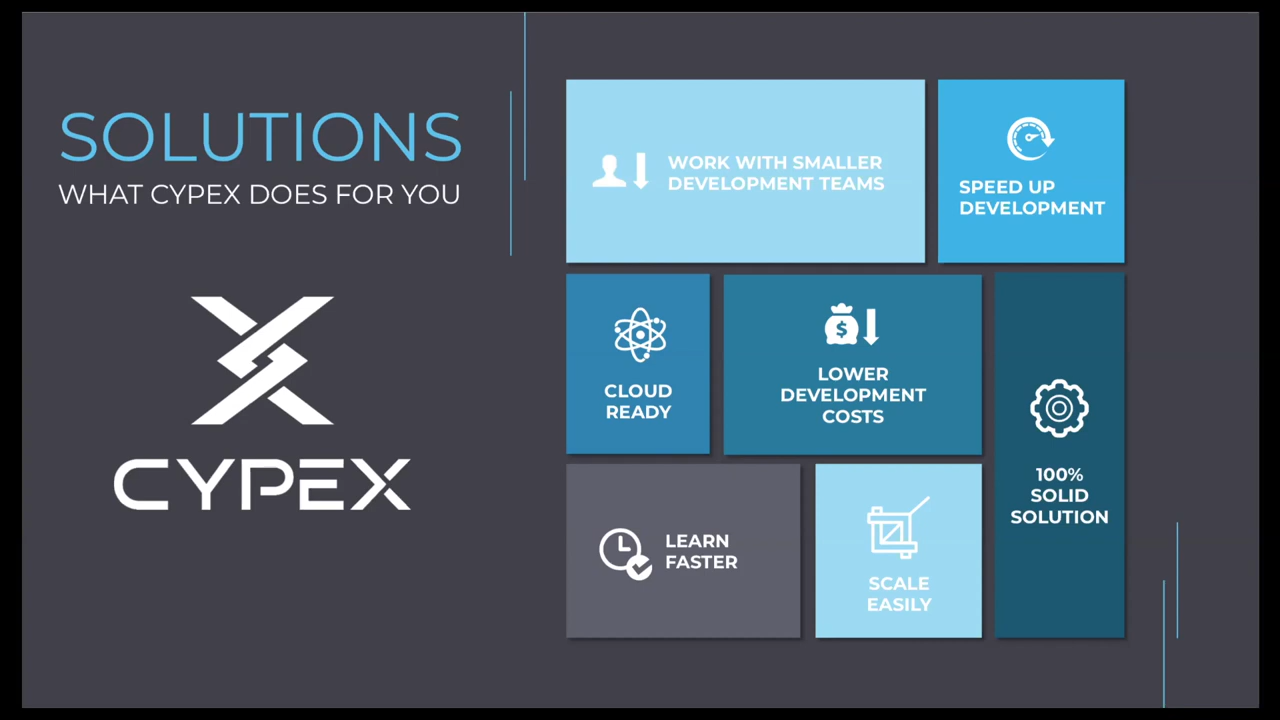 SOLUTIONS
WHAT CYPEX DOES FOR YOU
CYPEX
WORK WITH SMALLER
DEVELOPMENT TEAMS
SPEED UP
DEVELOPMENT
CLOUD
READY
$
LOWER
DEVELOPMENT
COSTS
100%
SOLID
SOLUTION
LEARN
FASTER
SCALE
EASILY